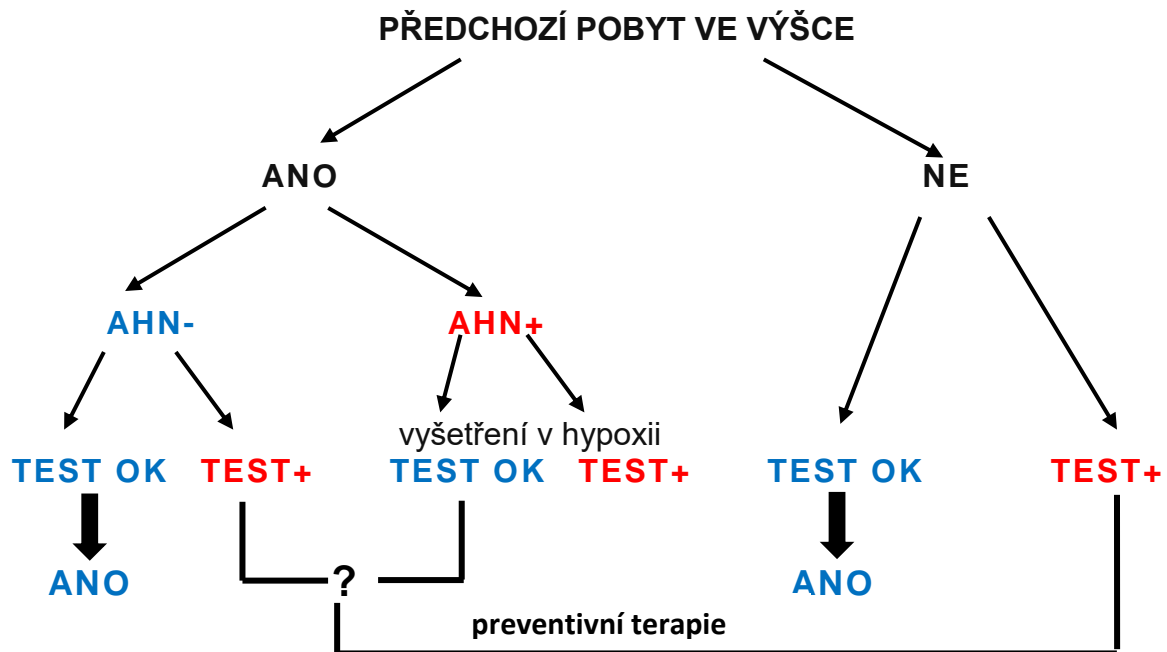 PŘEDCHOZÍ POBYT VE VÝŠCE
ANO
NE
AHN-
AHN+
vyšetření v hypoxii
TEST OK
TEST+
TEST OK
TEST+
TEST OK
TEST+
ANO
?
ANO
preventivní terapie